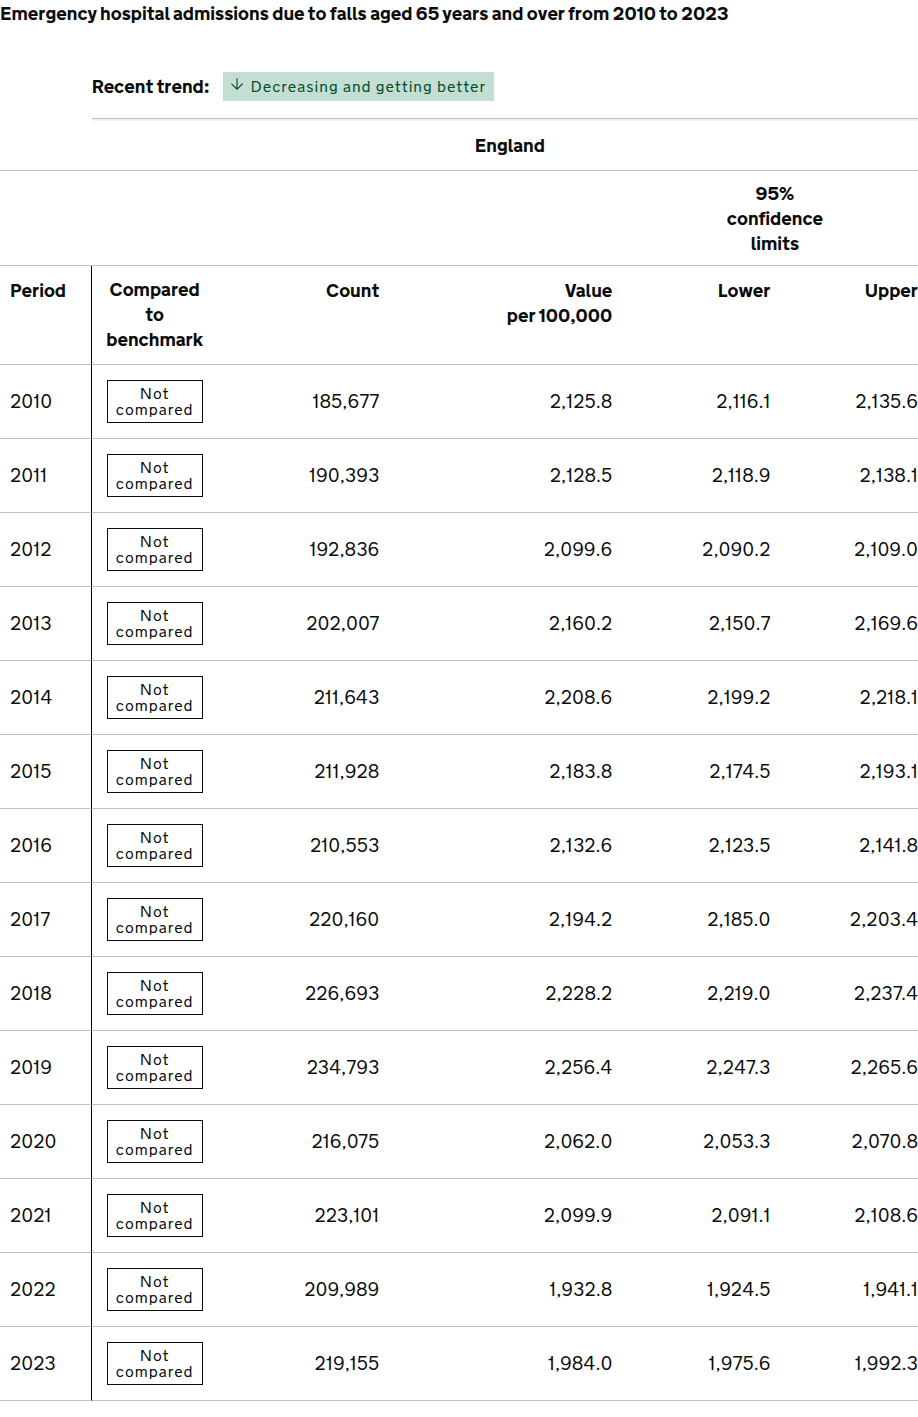 Emergency hospital admissions due to falls aged 65 years and over from 2010 to 2023
Recent trend: ↓ Decreasing and getting better
England
95%
confidence
limits
Period Compared to benchmark Count Value per 100,000 Lower Upper
2010 Not compared 185,677 2,125.8 2,116.1 2,135.6
2011 Not compared 190,393 2,128.5 2,118.9 2,138.1
2012 Not compared 192,836 2,099.6 2,090.2 2,109.0
2013 Not compared 202,007 2,160.2 2,150.7 2,169.6
2014 Not compared 211,643 2,208.6 2,199.2 2,218.1
2015 Not compared 211,928 2,183.8 2,174.5 2,193.1
2016 Not compared 210,553 2,132.6 2,123.5 2,141.8
2017 Not compared 220,160 2,194.2 2,185.0 2,203.4
2018 Not compared 226,693 2,228.2 2,219.0 2,237.4
2019 Not compared 234,793 2,256.4 2,247.3 2,265.6
2020 Not compared 216,075 2,062.0 2,053.3 2,070.8
2021 Not compared 223,101 2,099.9 2,091.1 2,108.6
2022 Not compared 209,989 1,932.8 1,924.5 1,941.1
2023 Not compared 219,155 1,984.0 1,975.6 1,992.3